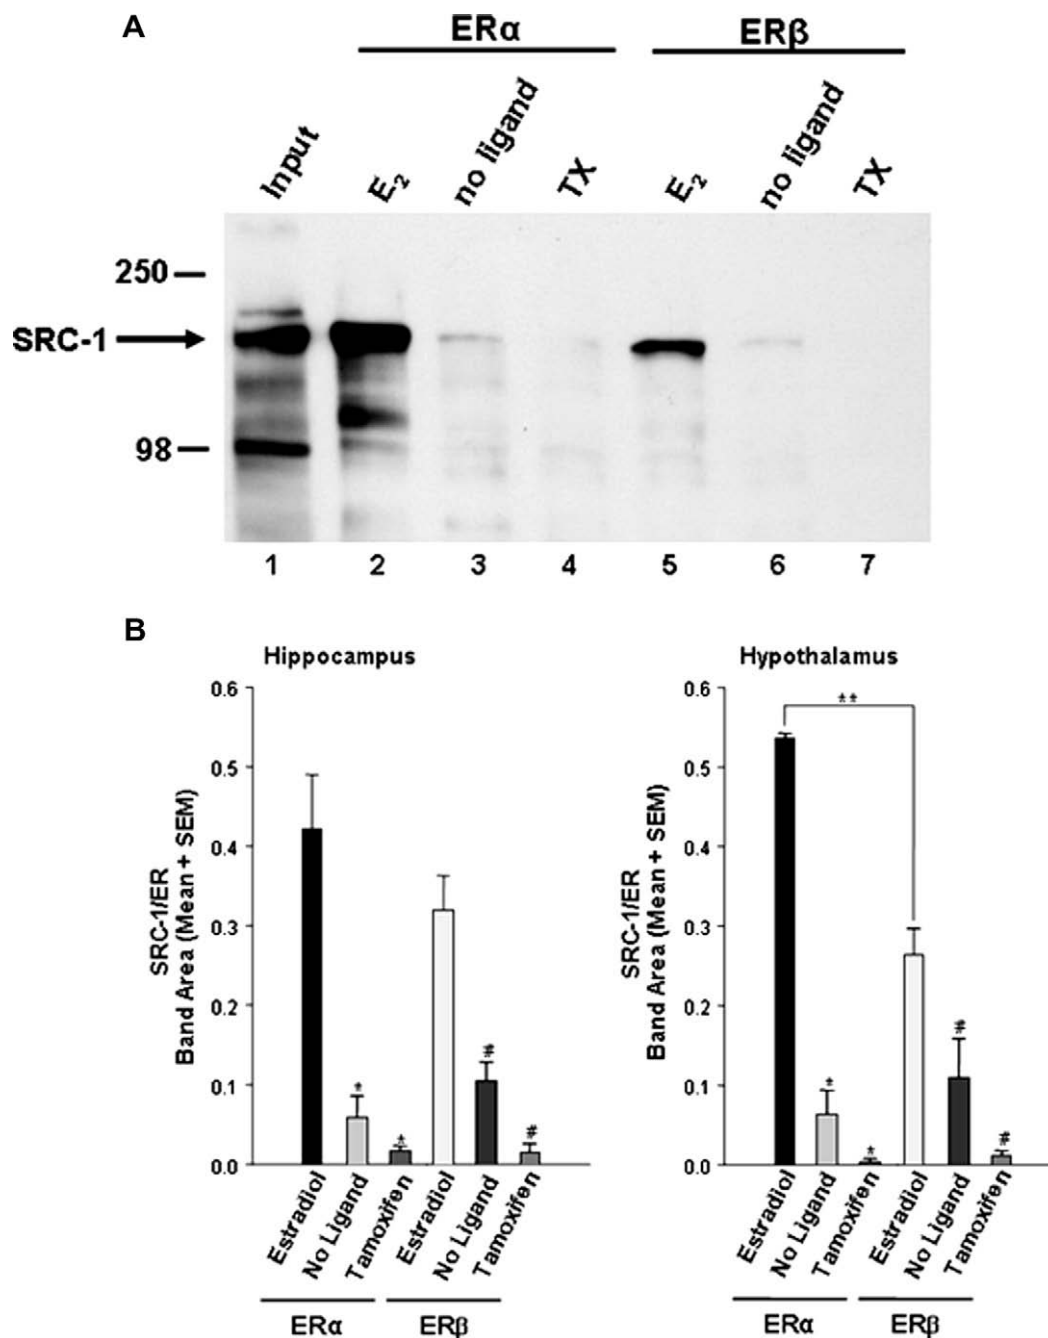 A
ERα ERβ
Input E₂ no ligand TX E₂ no ligand TX
250
SRC-1
98
1 2 3 4 5 6 7
B
Hippocampus
SRC-1/ER
Band Area (Mean + SEM)
0.6
0.5
0.4
0.3
0.2
0.1
0.0
* * # #
Estradiol No Ligand Tamoxifen Estradiol No Ligand Tamoxifen
ERα ERβ
Hypothalamus
SRC-1/ER
Band Area (Mean + SEM)
0.6
0.5
0.4
0.3
0.2
0.1
0.0
**
* * # #
Estradiol No Ligand Tamoxifen Estradiol No Ligand Tamoxifen
ERα ERβ